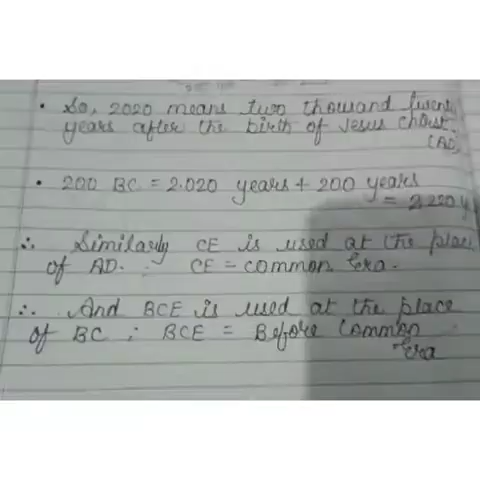 • So, 2020 means two thousand twenty
years after the birth of Jesus Christ.
(AD)
• 200 BC = 2020 years + 200 years
= 2220 y
∴ Similarly CE is used at the place
of AD. CE = common Era.
∴ And BCE is used at the place
of BC ; BCE = Before Common
Era